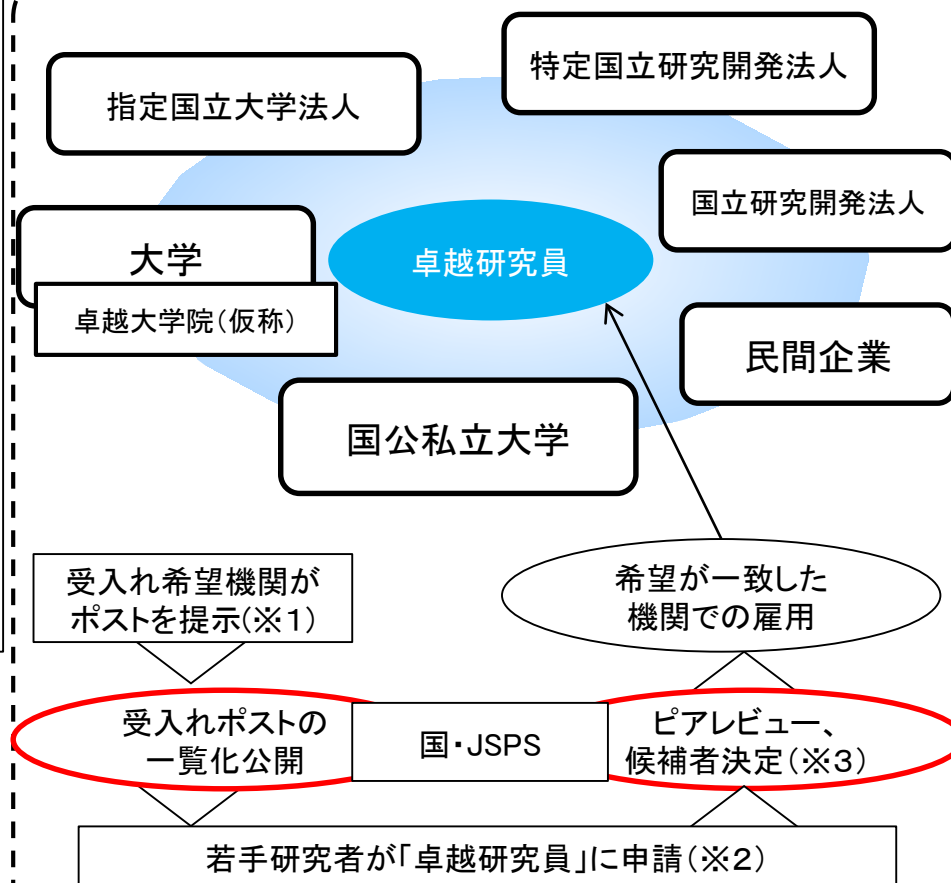 特定国立研究開発法人
指定国立大学法人
国立研究開発法人
大学
卓越研究員
卓越大学院(仮称)
民間企業
国公私立大学
受入れ希望機関が
ポストを提示(※1)
希望が一致した
機関での雇用
受入れポストの
一覧化公開
国・JSPS
ピアレビュー、
候補者決定(※3)
若手研究者が「卓越研究員」に申請(※2)